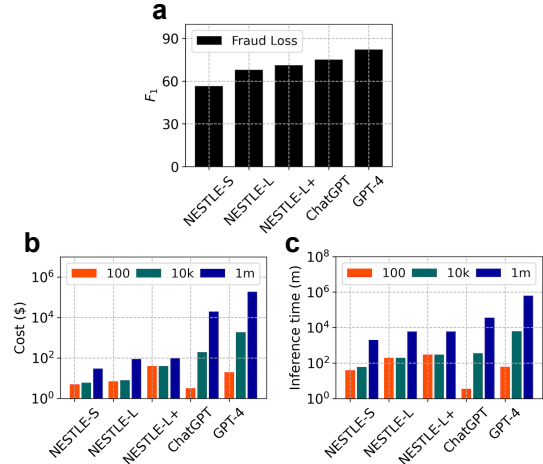 a
Fraud Loss
F1
90
60
30
0
NESTLE-S
NESTLE-L
NESTLE-L+
ChatGPT
GPT-4
b
100 10k 1m
Cost ($)
10^6
10^4
10^2
10^0
NESTLE-S
NESTLE-L
NESTLE-L+
ChatGPT
GPT-4
c
100 10k 1m
Inference time (m)
10^8
10^6
10^4
10^2
10^0
NESTLE-S
NESTLE-L
NESTLE-L+
ChatGPT
GPT-4